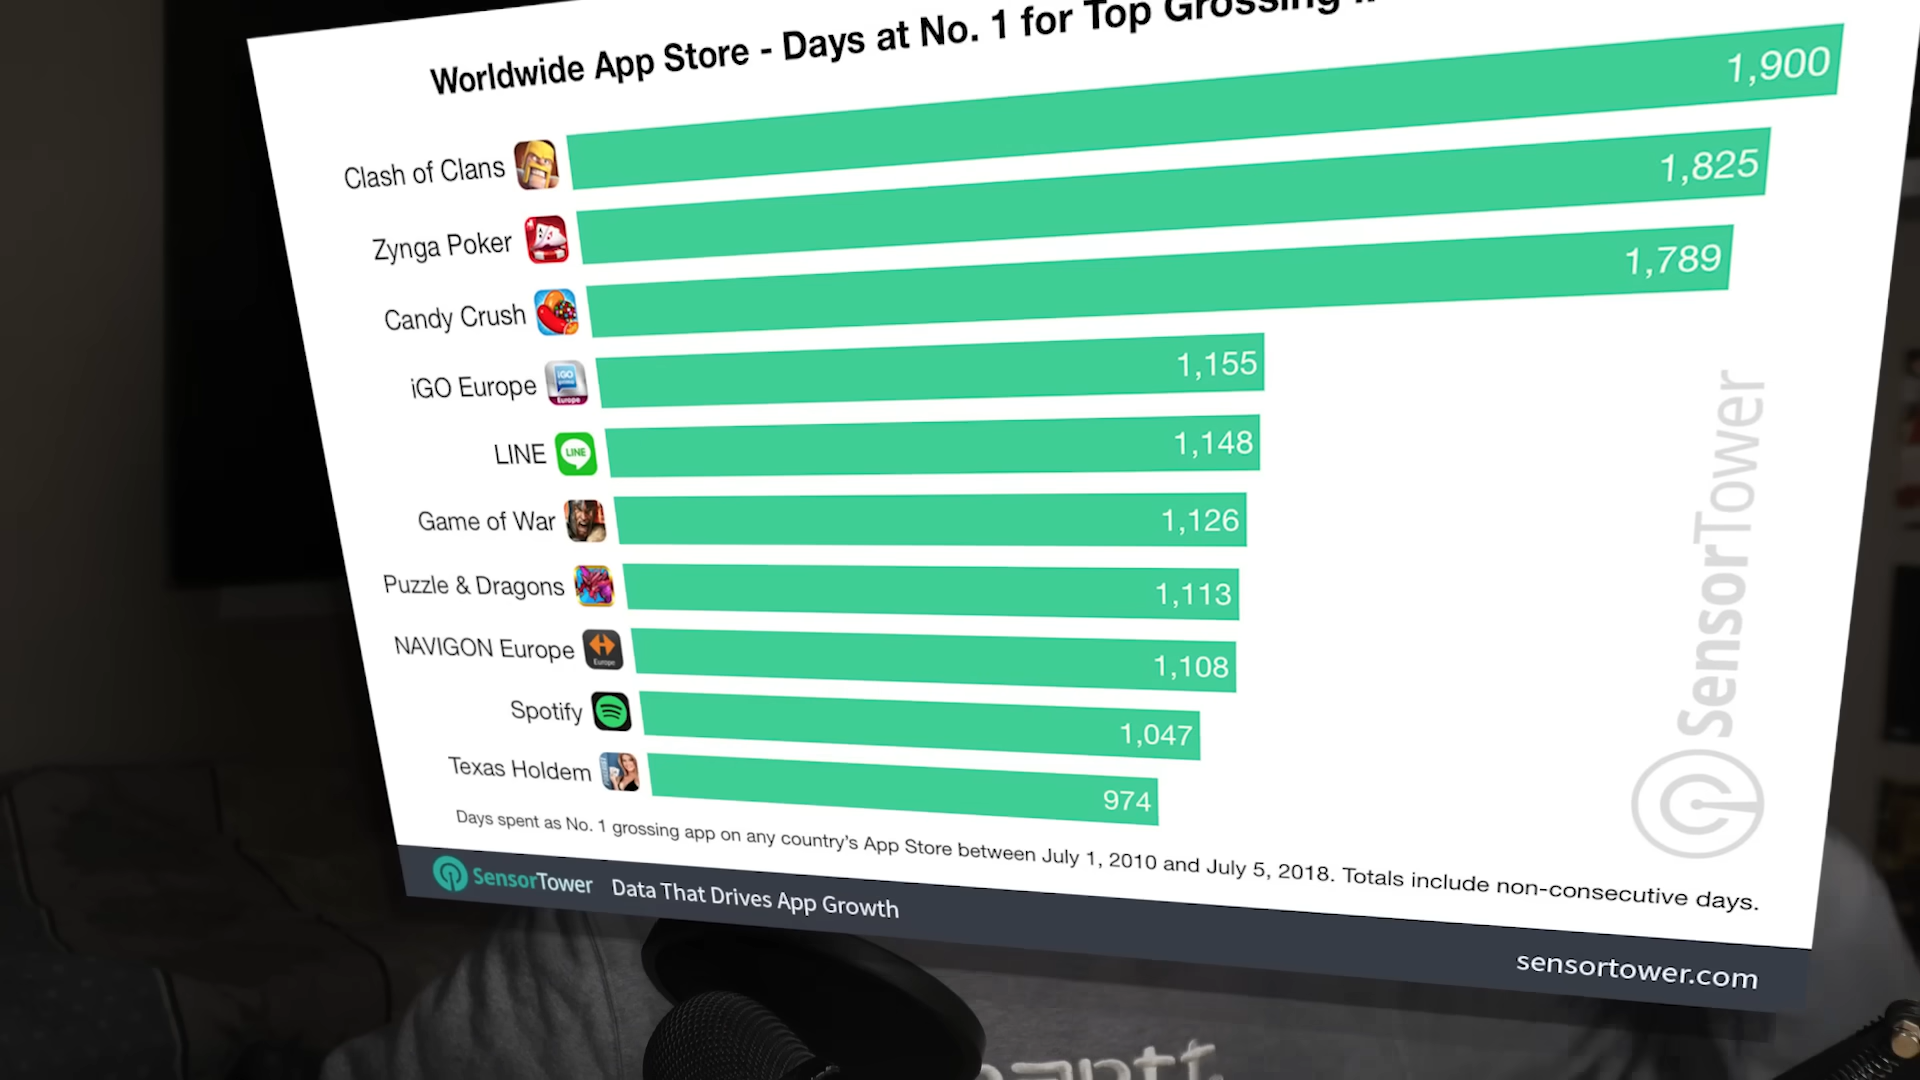 Worldwide App Store - Days at No. 1 for Top Grossing
Clash of Clans 1,900
Zynga Poker 1,825
Candy Crush 1,789
iGO Europe 1,155
LINE LINE 1,148
Game of War 1,126
Puzzle & Dragons 1,113
NAVIGON Europe Europe 1,108
Spotify 1,047
Texas Holdem 974
SensorTower
Days spent as No. 1 grossing app on any country's App Store between July 1, 2010 and July 5, 2018. Totals include non-consecutive days.
SensorTower Data That Drives App Growth
sensortower.com